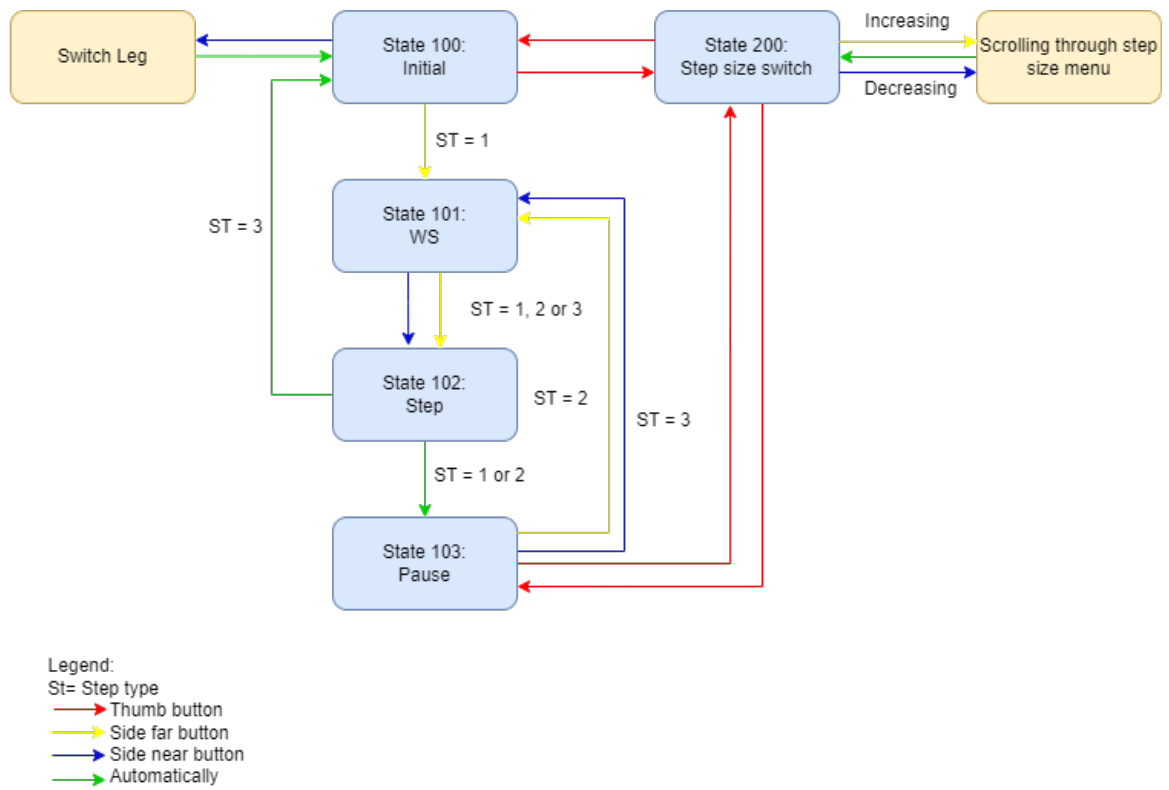 Switch Leg
State 100:
Initial
State 200:
Step size switch
Increasing
Scrolling through step
size menu
Decreasing
ST = 1
State 101:
WS
ST = 3
ST = 1, 2 or 3
State 102:
Step
ST = 2
ST = 3
ST = 1 or 2
State 103:
Pause
Legend:
St= Step type
Thumb button
Side far button
Side near button
Automatically